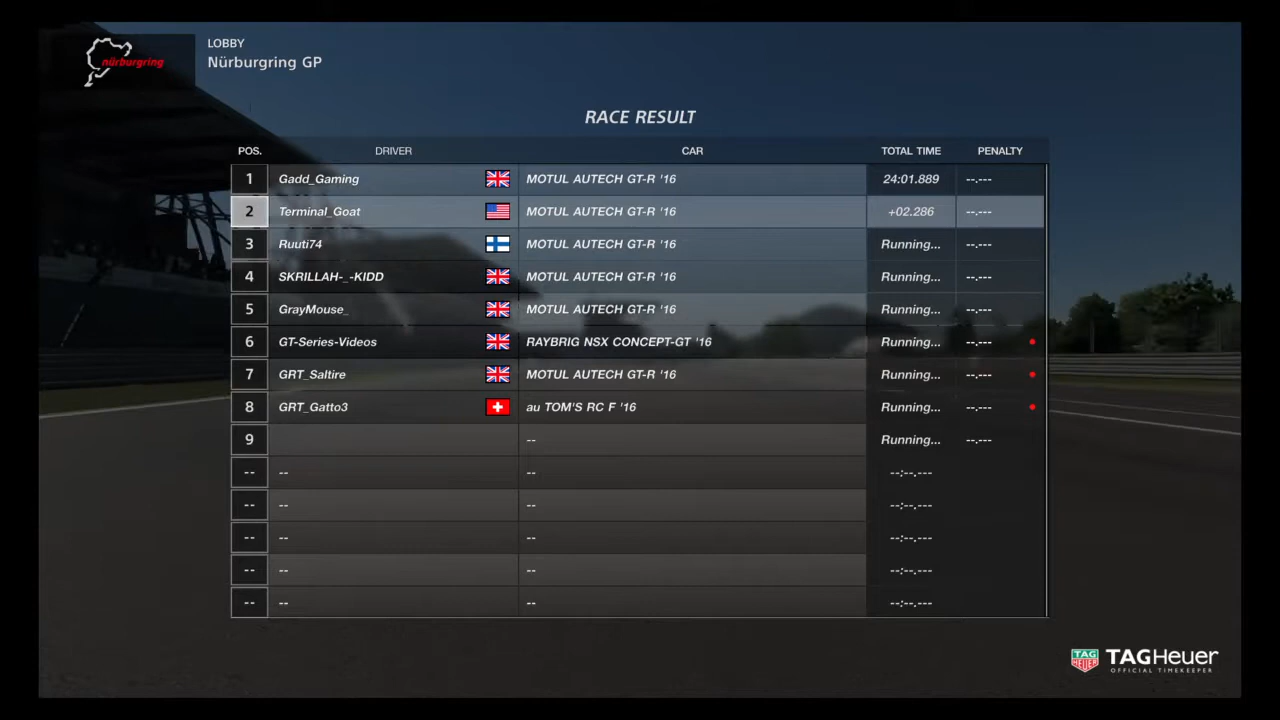 LOBBY
nürburgring
Nürburgring GP
RACE RESULT
POS. DRIVER CAR TOTAL TIME PENALTY
1 Gadd_Gaming MOTUL AUTECH GT-R '16 24:01.889 --.---
2 Terminal_Goat MOTUL AUTECH GT-R '16 +02.286 --.---
3 Ruuti74 MOTUL AUTECH GT-R '16 Running... --.---
4 SKRILLAH-_-KIDD MOTUL AUTECH GT-R '16 Running... --.---
5 GrayMouse_ MOTUL AUTECH GT-R '16 Running... --.---
6 GT-Series-Videos RAYBRIG NSX CONCEPT-GT '16 Running... --.---
7 GRT_Saltire MOTUL AUTECH GT-R '16 Running... --.---
8 GRT_Gatto3 au TOM'S RC F '16 Running... --.---
9 -- Running... --.---
-- -- -- --:--.---
-- -- -- --:--.---
-- -- -- --:--.---
-- -- -- --:--.---
-- -- -- --:--.---
TAG HEUER TAGHeuer
OFFICIAL TIMEKEEPER